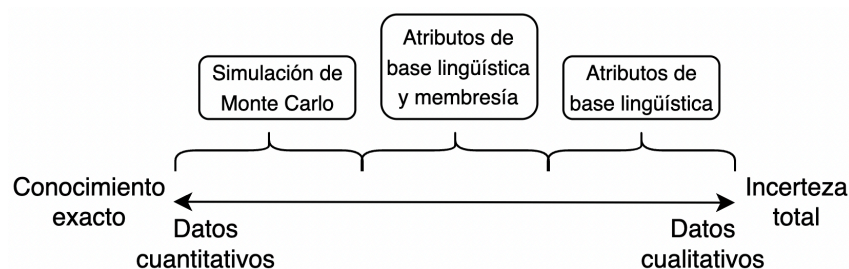 Simulación de
Monte Carlo
Atributos de
base lingüística
y membresía
Atributos de
base lingüística
Conocimiento
exacto
Incerteza
total
Datos
cuantitativos
Datos
cualitativos